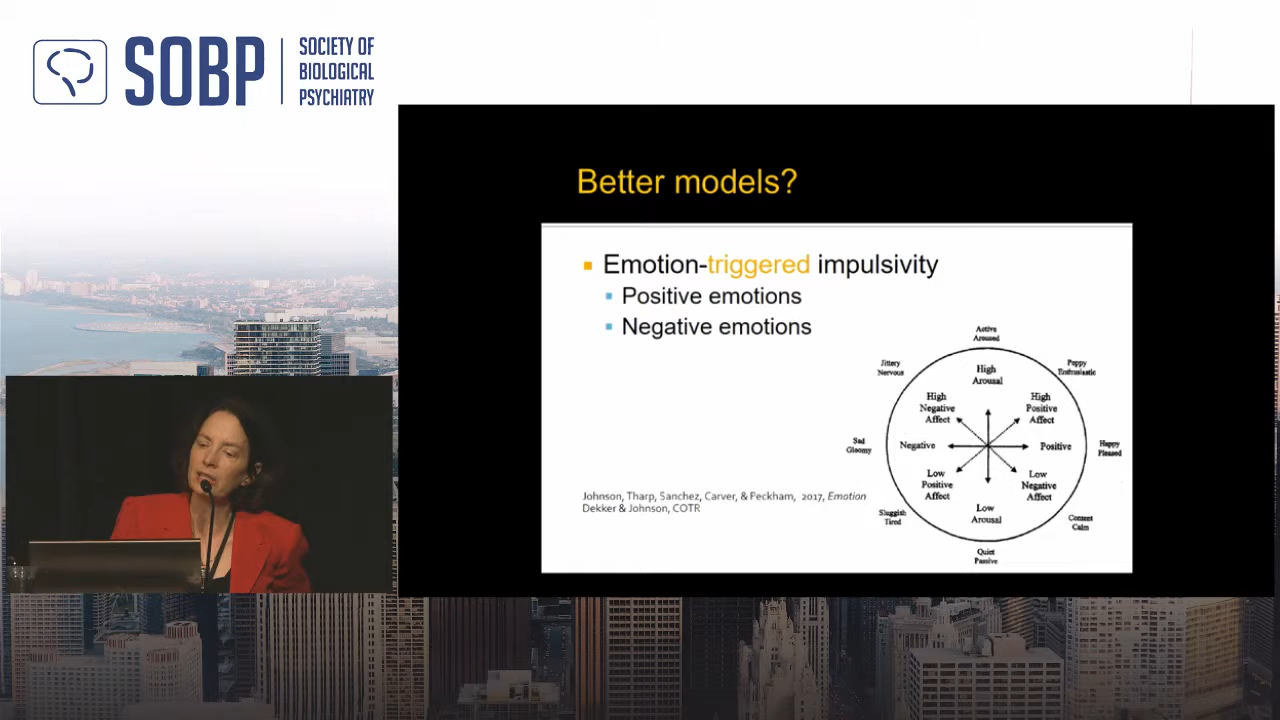 SOBP
SOCIETY OF
BIOLOGICAL
PSYCHIATRY
Better models?
Emotion-triggered impulsivity
Positive emotions
Negative emotions
Active
Aroused
Jittery
Nervous
Peppy
Enthusiastic
High
Arousal
High
Negative
Affect
High
Positive
Affect
Sad
Gloomy
Negative
Positive
Happy
Pleased
Low
Positive
Affect
Low
Negative
Affect
Johnson, Tharp, Sanchez, Carver, & Peckham, 2017, Emotion
Dekker & Johnson, COTR
Sluggish
Tired
Low
Arousal
Content
Calm
Quiet
Passive